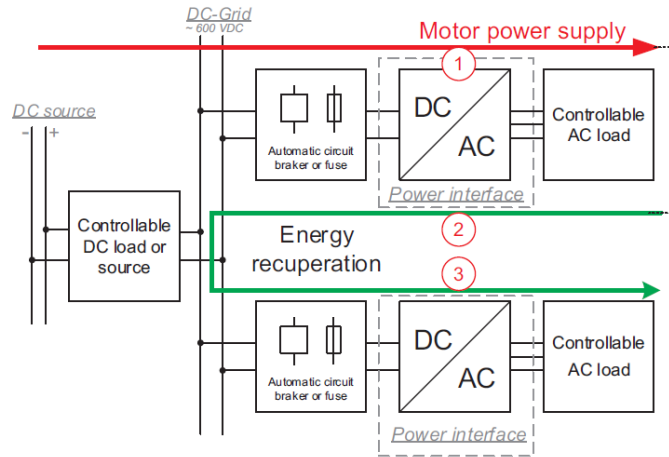 DC-Grid
~ 600 VDC
Motor power supply
1
DC source
- +
Automatic circuit
braker or fuse
DC
AC
Controllable
AC load
Power interface
Controllable
DC load or
source
Energy
recuperation
2
3
Automatic circuit
braker or fuse
DC
AC
Controllable
AC load
Power interface